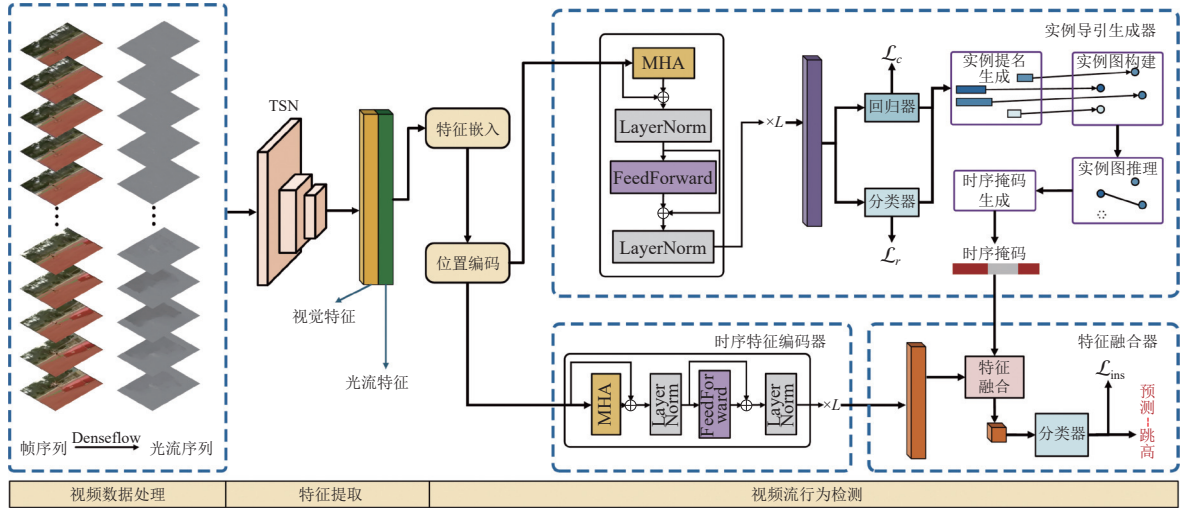 帧序列
Denseflow
光流序列
TSN
视觉特征
光流特征
特征嵌入
位置编码
实例导引生成器
MHA
LayerNorm
FeedForward
LayerNorm
×L
ℒc
回归器
分类器
ℒr
实例提名
生成
实例图构建
实例图推理
时序掩码
生成
时序掩码
时序特征编码器
MHA
Layer
Norm
FeedFor
ward
Layer
Norm
×L
特征融合器
特征
融合
分类器
ℒins
预测--跳高
视频数据处理
特征提取
视频流行为检测